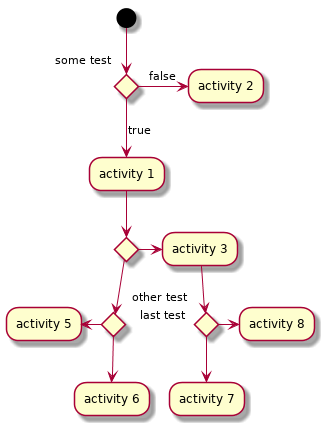 some test
false
activity 2
true
activity 1
activity 3
other test
last test
activity 5
activity 8
activity 6
activity 7